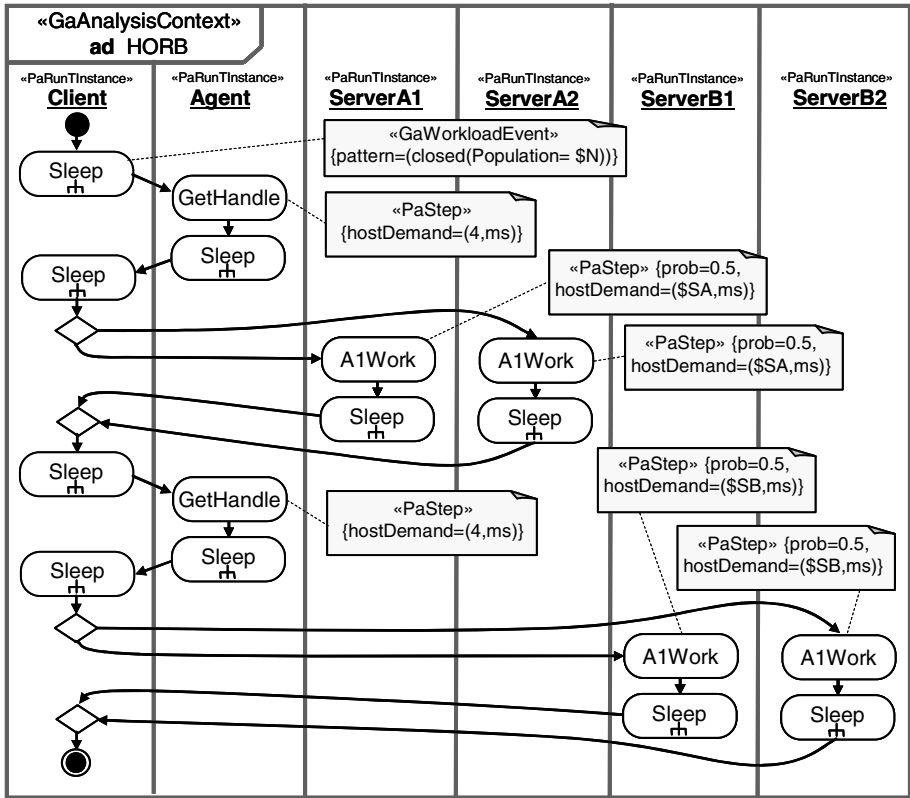 «GaAnalysisContext»
ad HORB
«PaRunTInstance»
Client
«PaRunTInstance»
Agent
«PaRunTInstance»
ServerA1
«PaRunTInstance»
ServerA2
«PaRunTInstance»
ServerB1
«PaRunTInstance»
ServerB2
Sleep
«GaWorkloadEvent»
{pattern=(closed(Population= $N))}
GetHandle
«PaStep»
{hostDemand=(4,ms)}
Sleep
Sleep
«PaStep» {prob=0.5,
hostDemand=($SA,ms)}
A1Work
A1Work
«PaStep» {prob=0.5,
hostDemand=($SA,ms)}
Sleep
Sleep
Sleep
«PaStep» {prob=0.5,
hostDemand=($SB,ms)}
GetHandle
«PaStep»
{hostDemand=(4,ms)}
Sleep
Sleep
«PaStep» {prob=0.5,
hostDemand=($SB,ms)}
A1Work
A1Work
Sleep
Sleep